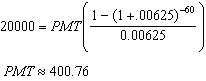 20000 = PMT((1−(1+.00625)^−60)/0.00625)
PMT ≈ 400.76